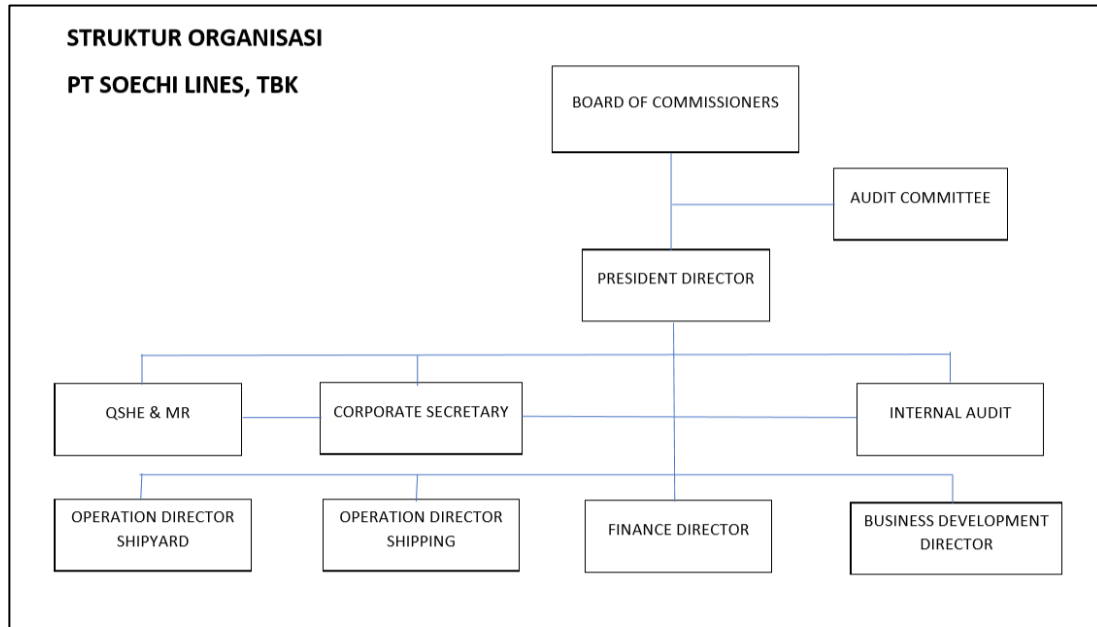 STRUKTUR ORGANISASI
PT SOECHI LINES, TBK
BOARD OF COMMISSIONERS
AUDIT COMMITTEE
PRESIDENT DIRECTOR
QSHE & MR
CORPORATE SECRETARY
INTERNAL AUDIT
OPERATION DIRECTOR
SHIPYARD
OPERATION DIRECTOR
SHIPPING
FINANCE DIRECTOR
BUSINESS DEVELOPMENT
DIRECTOR